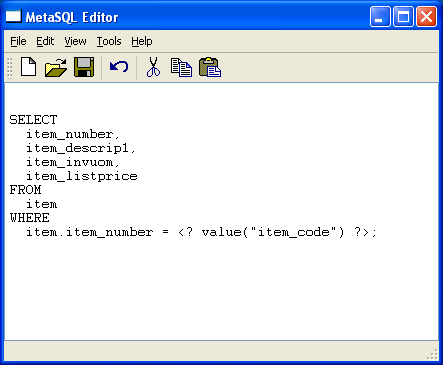 MetaSQL Editor
File Edit View Tools Help
SELECT
item_number,
item_descrip1,
item_invuom,
item_listprice
FROM
item
WHERE
item.item_number = <? value("item_code") ?>;